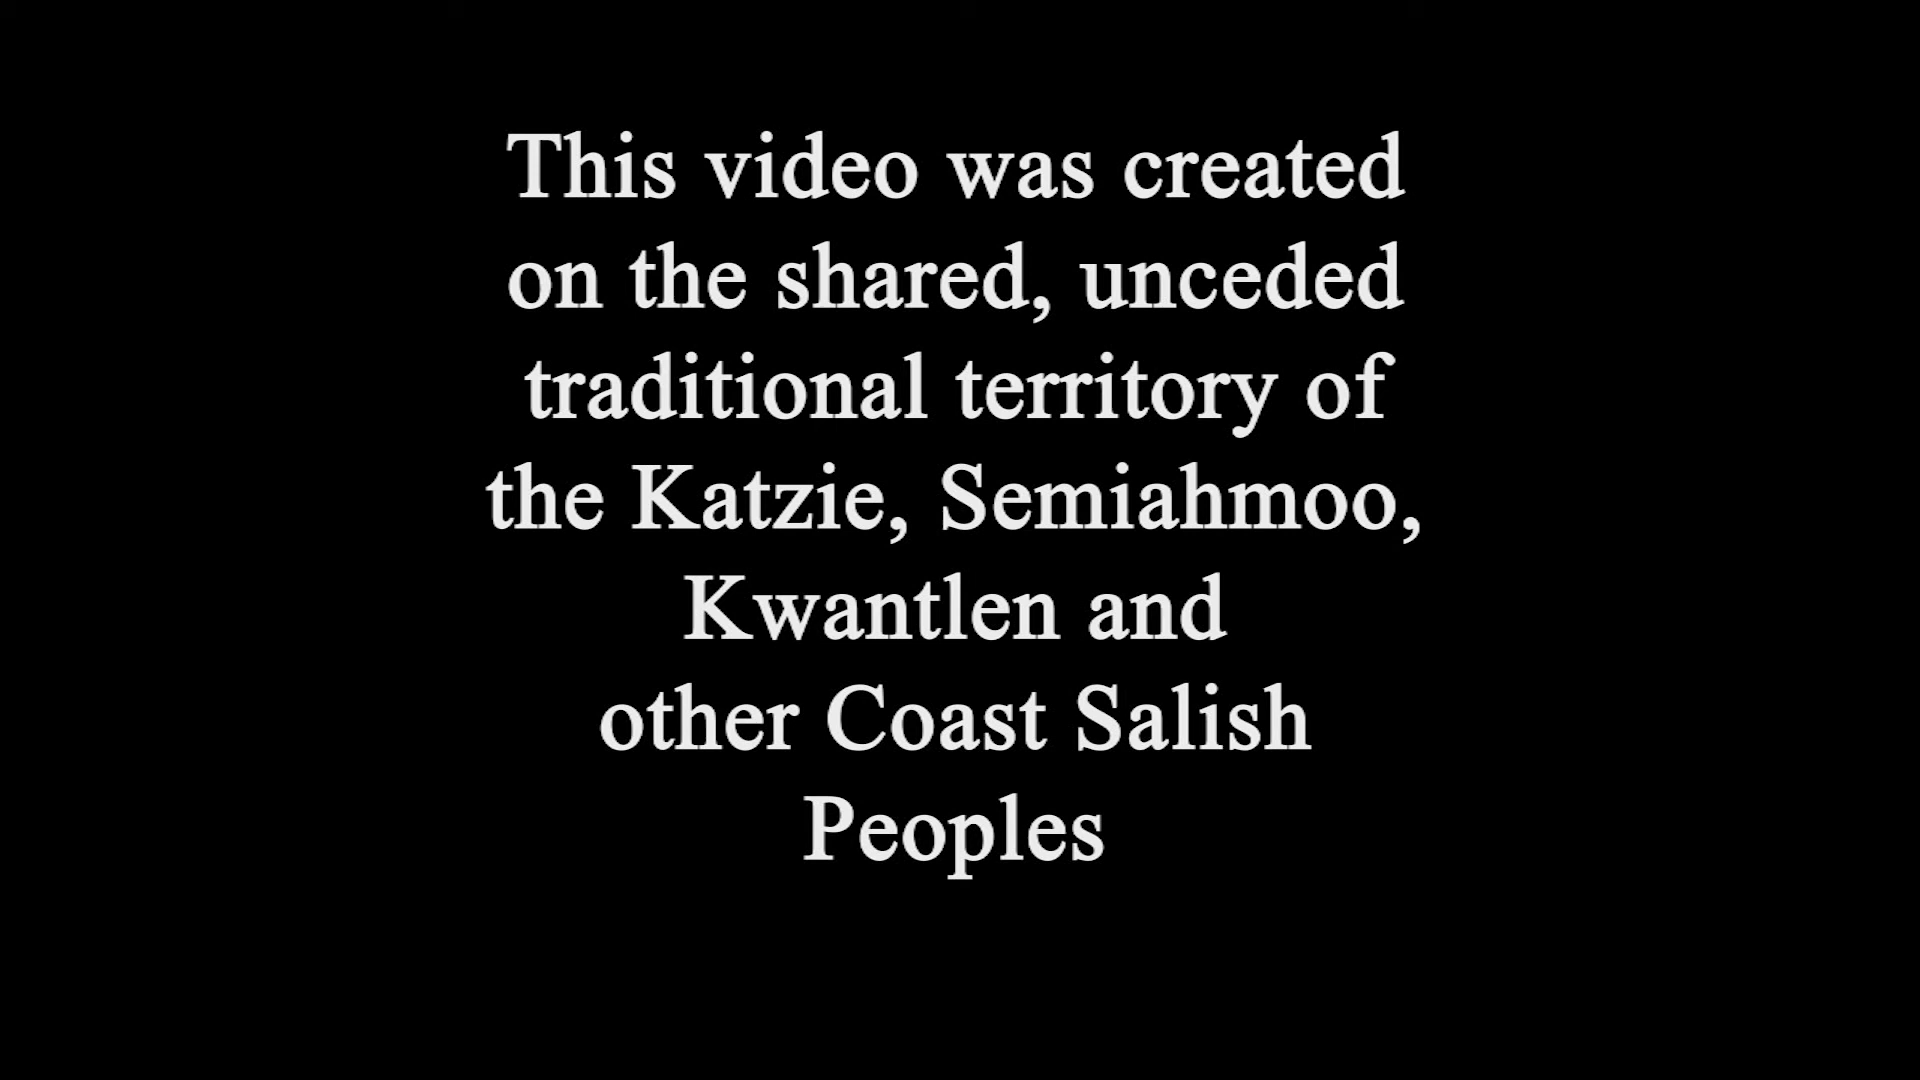 This video was created
on the shared, unceded
traditional territory of
the Katzie, Semiahmoo,
Kwantlen and
other Coast Salish
Peoples